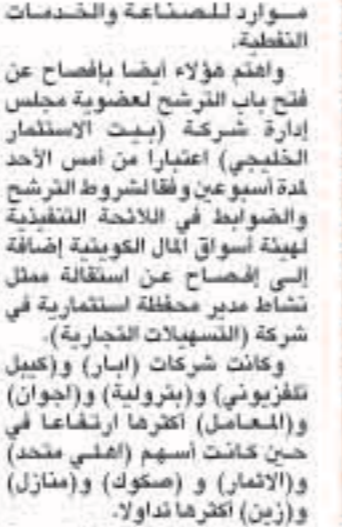 موارد للصناعة والخدمات
النفطية.
واهتم هؤلاء أيضا بإفصاح عن
فتح باب الترشح لعضوية مجلس
إدارة شركة (بيت الاستثمار
الخليجي) اعتبارا من أمس الأحد
لمدة أسبوعين وفقا لشروط الترشح
والضوابط في اللائحة التنفيذية
لهيئة أسواق المال الكويتية إضافة
إلى إفصاح عن استقالة ممثل
نشاط مدير محفظة استثمارية في
شركة (التسهيلات التجارية).
وكانت شركات (ابار) و(كيبل
تلفزيوني) و(بترولية) و(اجوان)
و(المعامل) أكثرها ارتفاعا في
حين كانت أسهم (اهلي متحد)
و(الاثمار) و (صكوك) و(منازل)
و(زين) أكثرها تداولا.